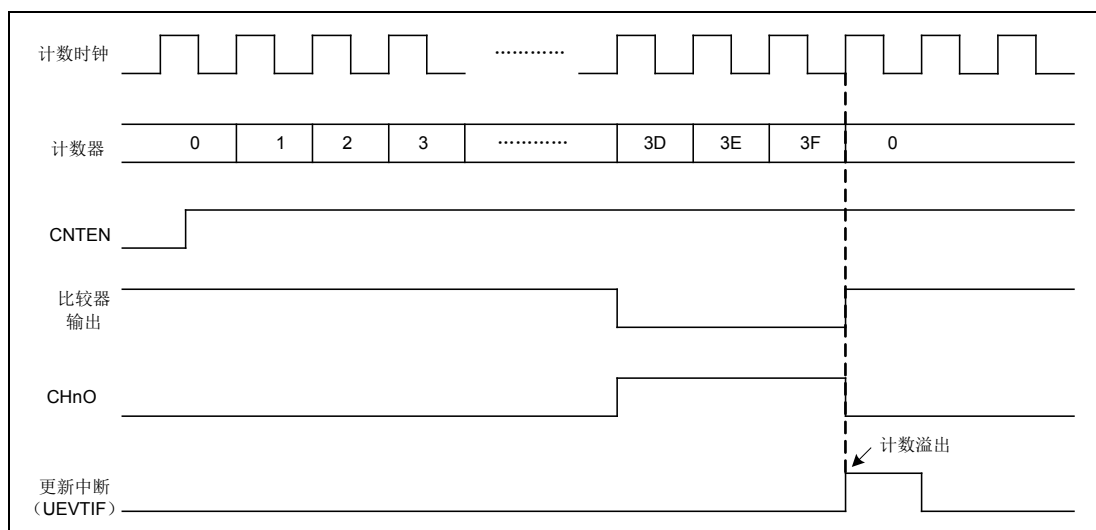 计数时钟
…………
计数器
0 1 2 3 ………… 3D 3E 3F 0
CNTEN
比较器
输出
CHnO
计数溢出
更新中断
（UEVTIF）